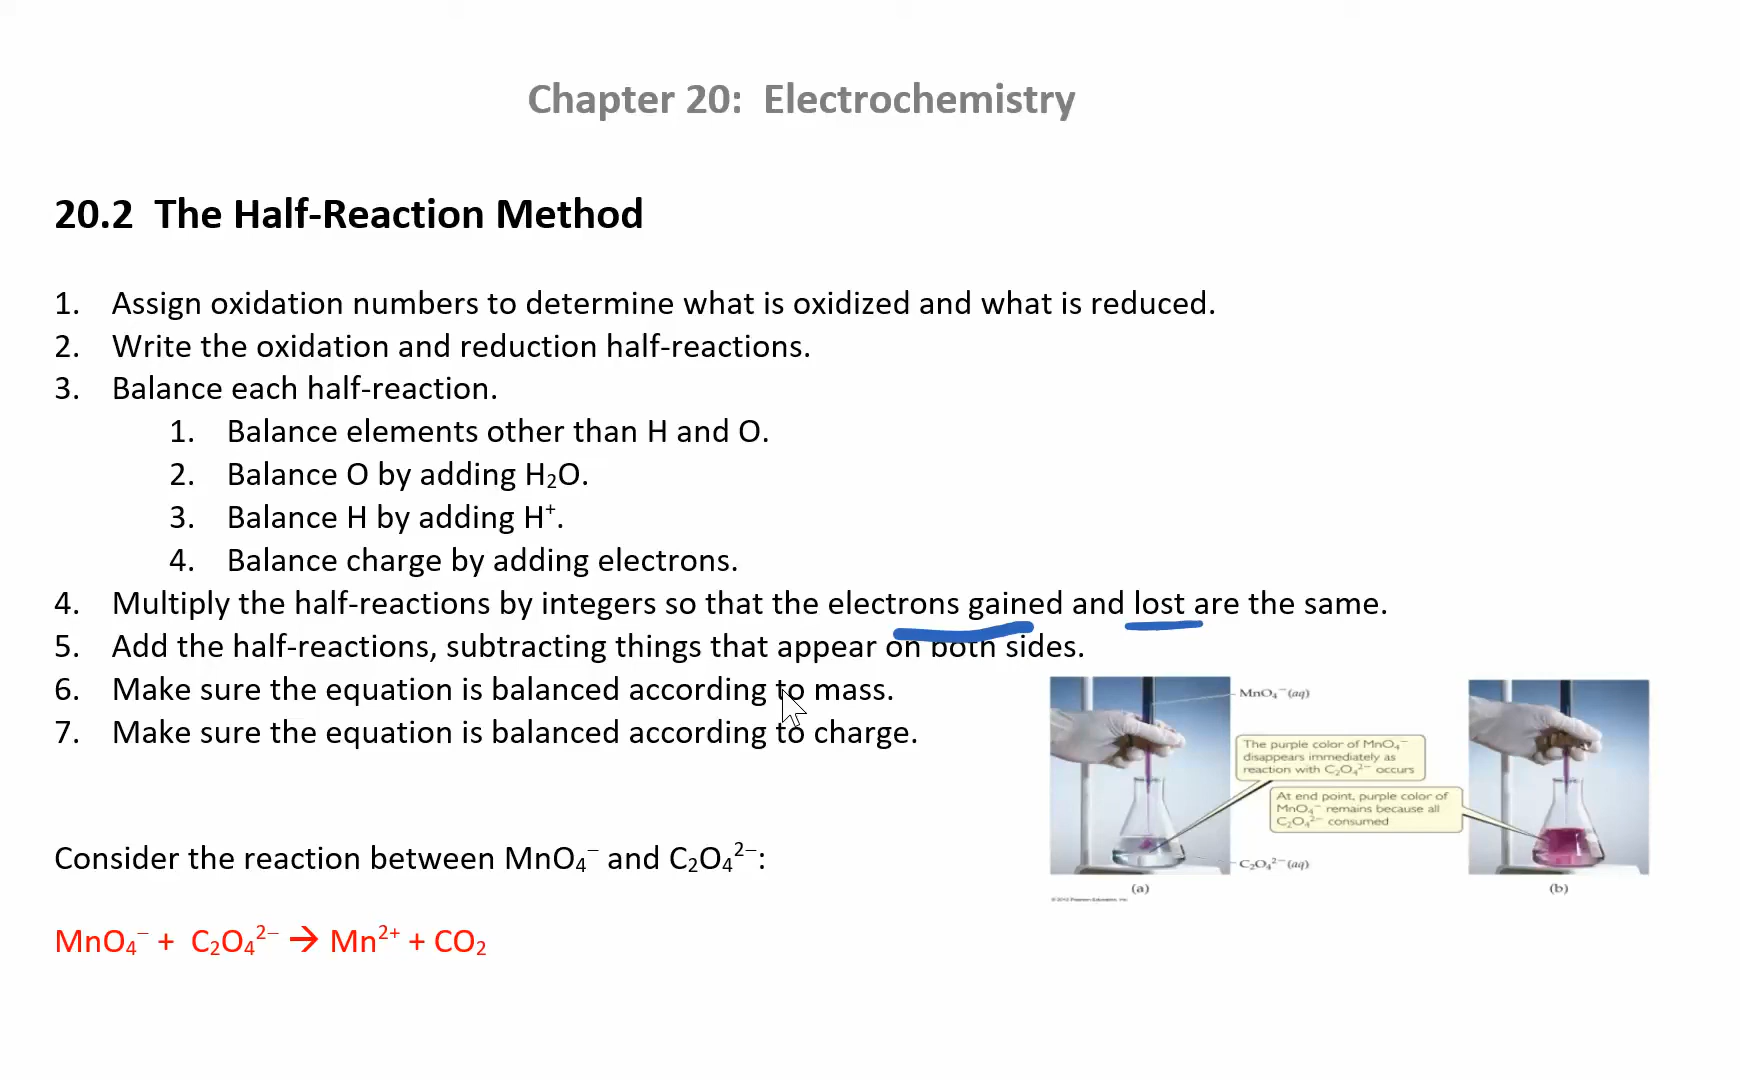 Chapter 20: Electrochemistry
20.2 The Half-Reaction Method
1. Assign oxidation numbers to determine what is oxidized and what is reduced.
2. Write the oxidation and reduction half-reactions.
3. Balance each half-reaction.
1. Balance elements other than H and O.
2. Balance O by adding H₂O.
3. Balance H by adding H⁺.
4. Balance charge by adding electrons.
4. Multiply the half-reactions by integers so that the electrons gained and lost are the same.
5. Add the half-reactions, subtracting things that appear on both sides.
6. Make sure the equation is balanced according to mass.
7. Make sure the equation is balanced according to charge.
MnO₄⁻(aq)
The purple color of MnO₄⁻
disappears immediately as
reaction with C₂O₄²⁻ occurs
At end point, purple color of
MnO₄⁻ remains because all
C₂O₄²⁻ consumed
C₂O₄²⁻(aq)
(a)
(b)
© 2012 Pearson Education, Inc.
Consider the reaction between MnO₄⁻ and C₂O₄²⁻:
MnO₄⁻ + C₂O₄²⁻ → Mn²⁺ + CO₂